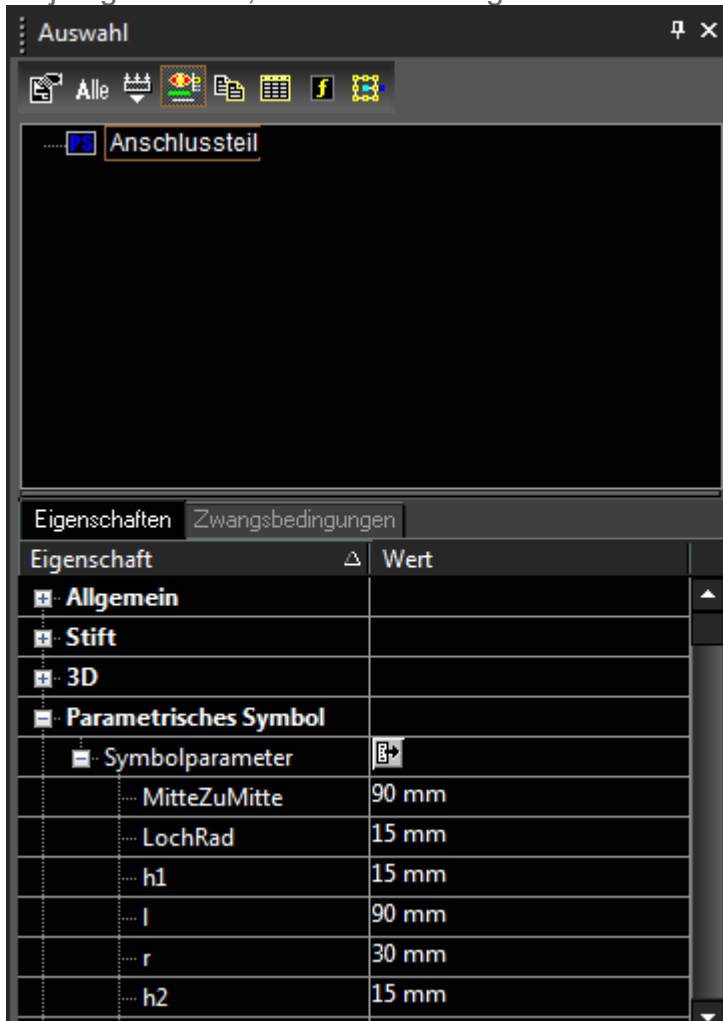 Auswahl
Alle
PS Anschlussteil
Eigenschaften Zwangsbedingungen
Eigenschaft Wert
Allgemein
Stift
3D
Parametrisches Symbol
Symbolparameter
MitteZuMitte 90 mm
LochRad 15 mm
h1 15 mm
l 90 mm
r 30 mm
h2 15 mm